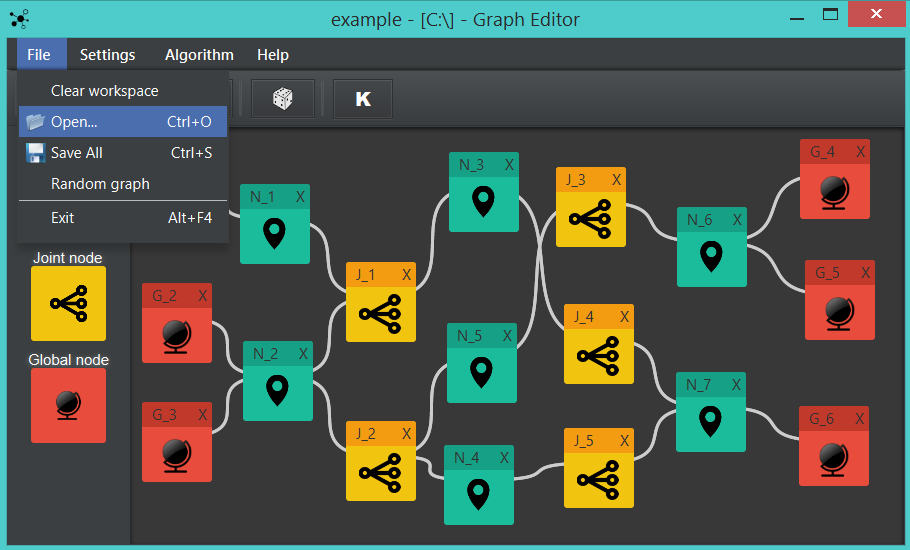 example - [C:\] - Graph Editor
File Settings Algorithm Help
Clear workspace
Open... Ctrl+O
Save All Ctrl+S
Random graph
Exit Alt+F4
K
Joint node
Global node
N_1 X
N_3 X
J_3 X
G_4 X
N_6 X
J_1 X
G_5 X
G_2 X
J_4 X
N_5 X
N_2 X
N_7 X
G_3 X
G_6 X
J_2 X
J_5 X
N_4 X